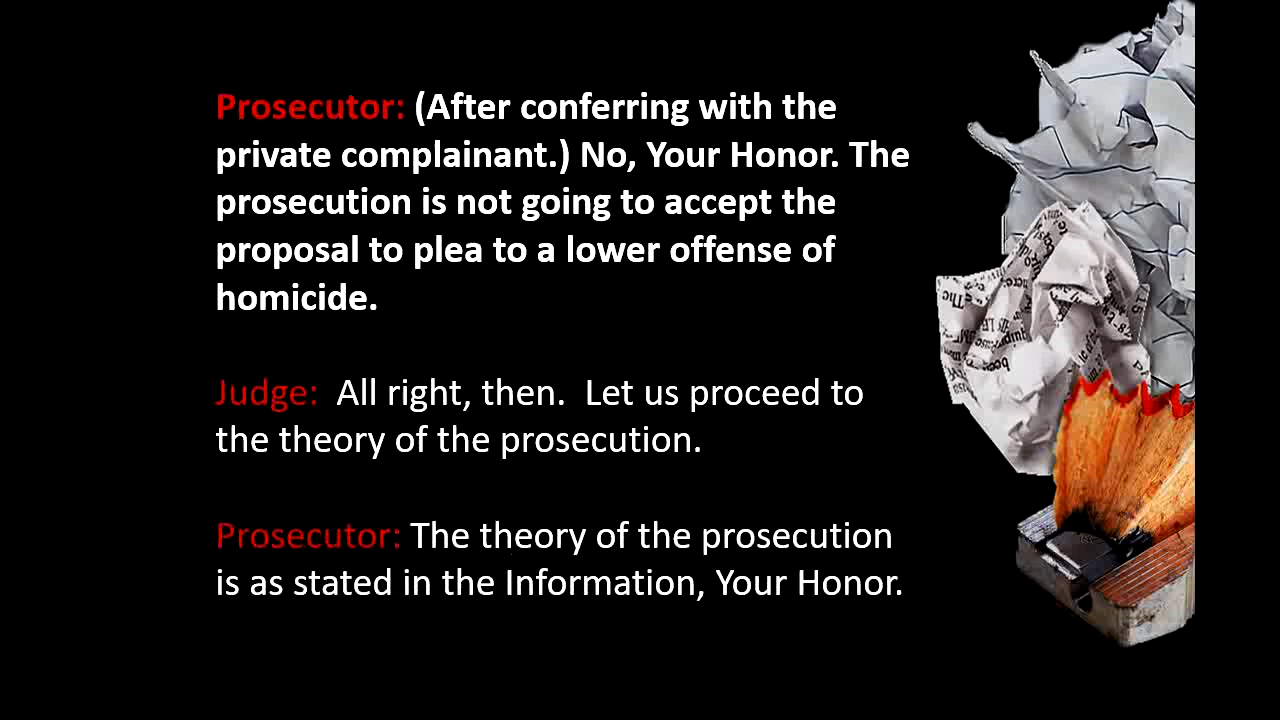 Prosecutor: (After conferring with the
private complainant.) No, Your Honor. The
prosecution is not going to accept the
proposal to plea to a lower offense of
homicide.
Judge:  All right, then.  Let us proceed to
the theory of the prosecution.
Prosecutor: The theory of the prosecution
is as stated in the Information, Your Honor.
The